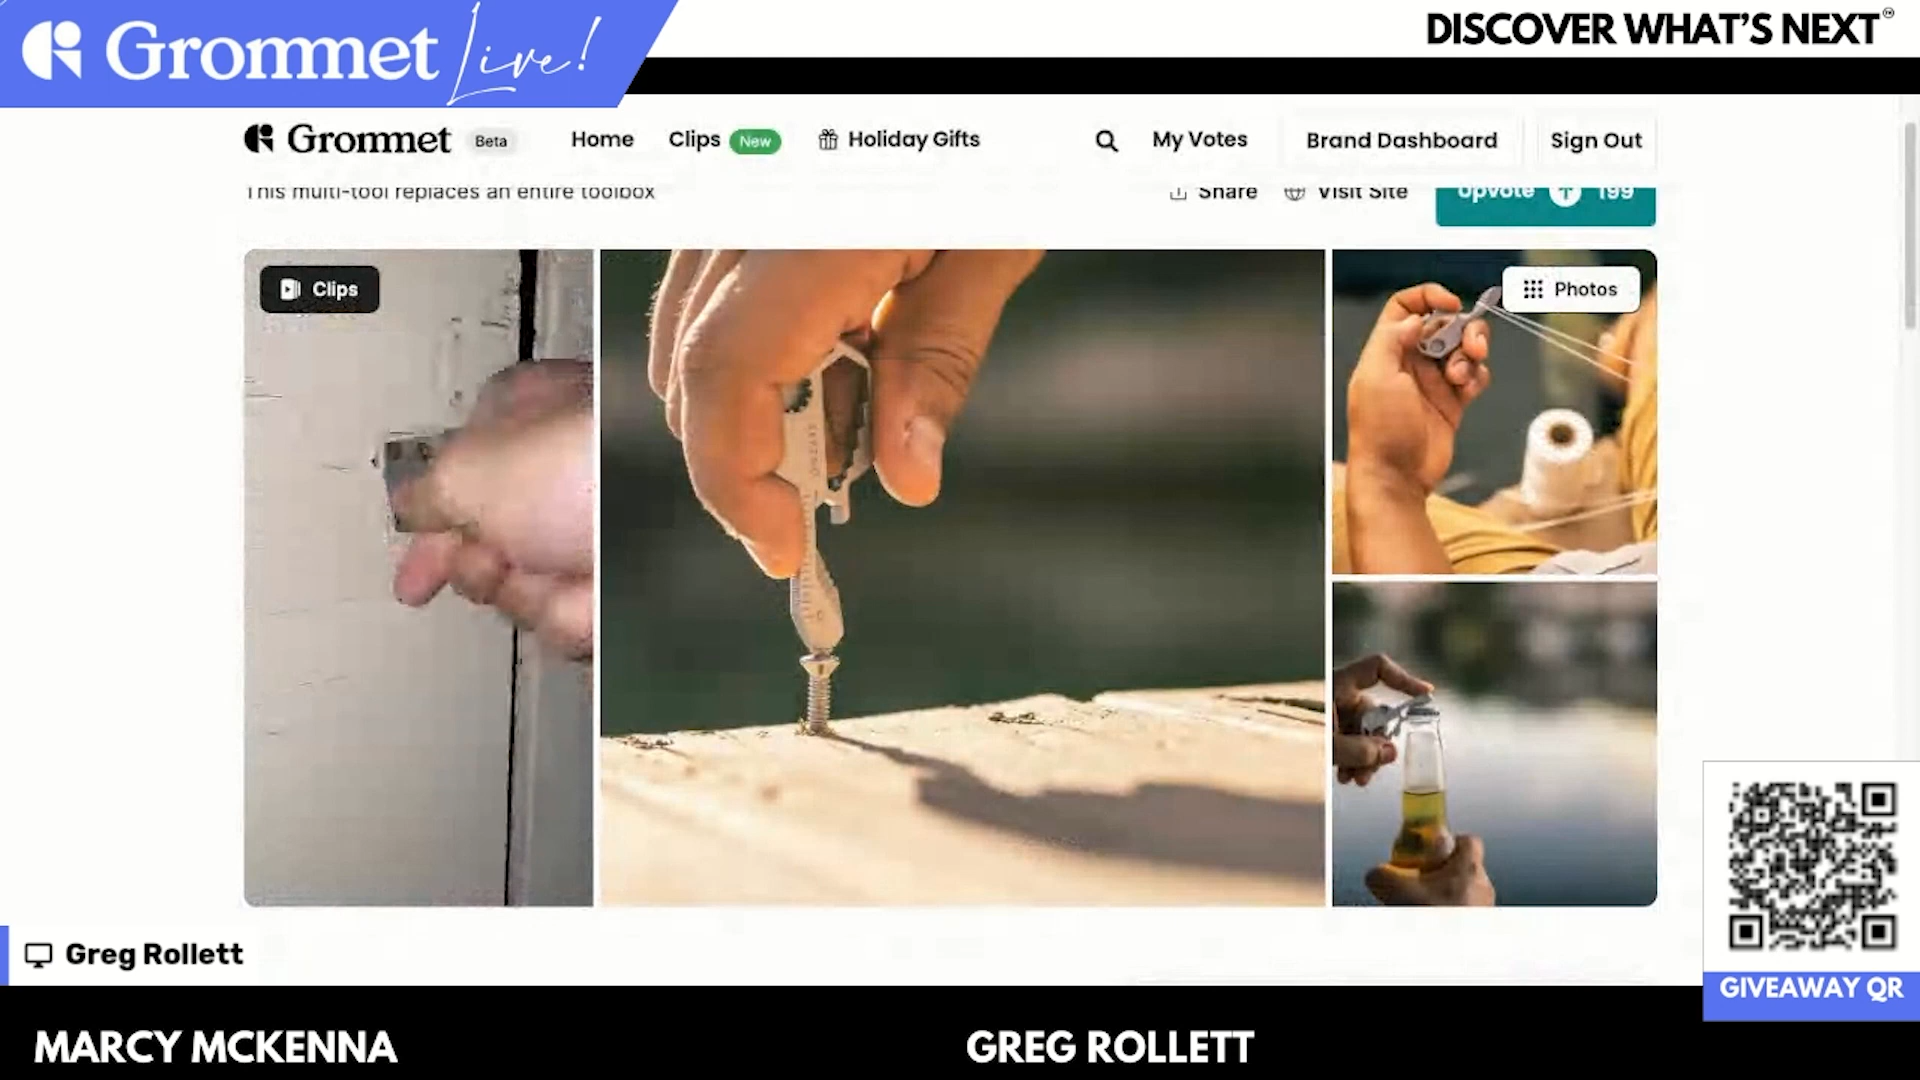 Grommet Live!
DISCOVER WHAT'S NEXT
Grommet Beta Home Clips New Holiday Gifts My Votes Brand Dashboard Sign Out
This multi-tool replaces an entire toolbox Share Visit Site Upvote 199
Clips
Photos
Greg Rollett
GIVEAWAY QR
MARCY MCKENNA
GREG ROLLETT